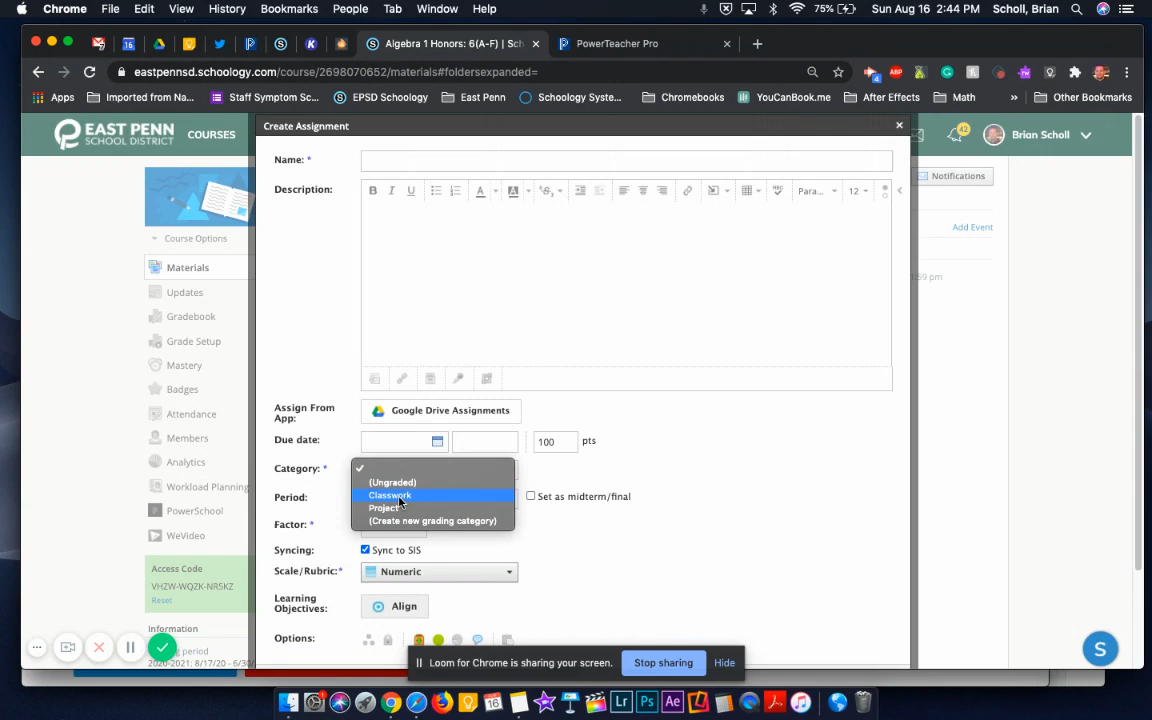 Chrome File Edit View History Bookmarks People Tab Window Help 75% Sun Aug 16 2:44 PM Scholl, Brian
Algebra 1 Honors: 6(A-F) | Sch × PowerTeacher Pro × +
eastpennsd.schoology.com/course/2698070652/materials#foldersexpanded=
Apps Imported from Na... Staff Symptom Sc... EPSD Schoology East Penn Schoology Syste... Chromebooks YouCanBook.me After Effects Math » Other Bookmarks
EAST PENN
SCHOOL DISTRICT
COURSES
42
Brian Scholl
Create Assignment
Name: *
Description:
Para...
12
Notifications
Add Event
:59 pm
Course Options
Materials
Updates
Gradebook
Grade Setup
Mastery
Badges
Attendance
Members
Analytics
Workload Planning
PowerSchool
WeVideo
Access Code
VHZW-WQZK-NR5KZ
Reset
Information
2020-2021: 8/17/20 - 6/30/
Assign From
App:
Google Drive Assignments
Due date:
100 pts
Category: *
(Ungraded)
Classwork
Project
(Create new grading category)
Period:
Set as midterm/final
Factor: *
Syncing:
Sync to SIS
Scale/Rubric:*
Numeric
Learning
Objectives:
Align
Options:
Loom for Chrome is sharing your screen.
Stop sharing
Hide